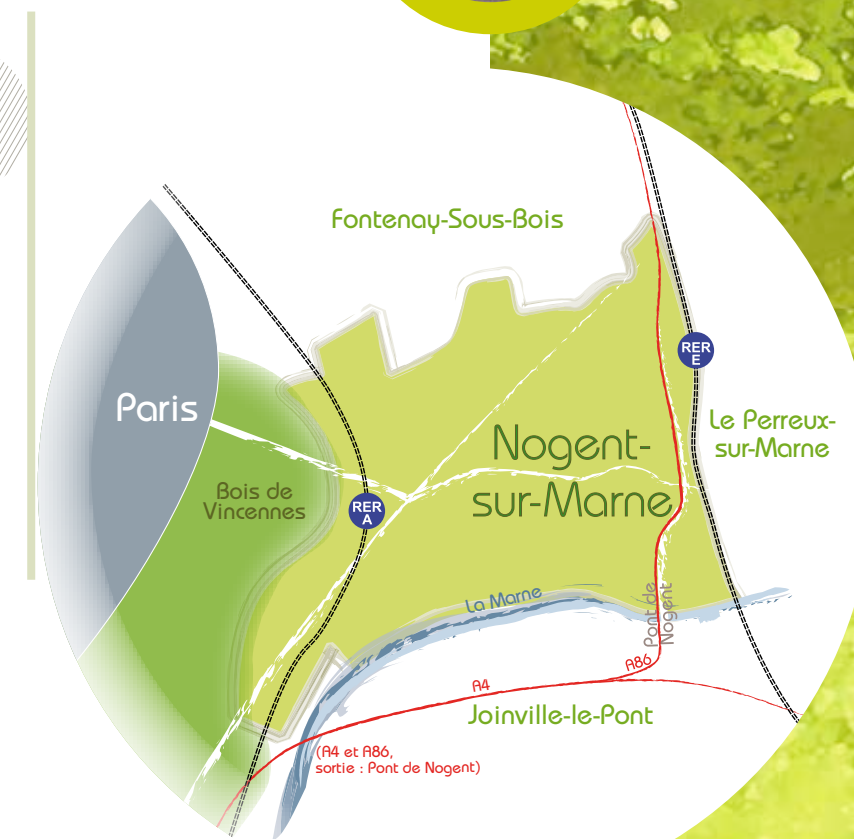 Fontenay-Sous-Bois
RER
E
Paris
Le Perreux-
sur-Marne
Nogent-
sur-Marne
Bois de
Vincennes
RER
A
La Marne
Pont de
Nogent
A86
A4
Joinville-le-Pont
(A4 et A86,
sortie : Pont de Nogent)